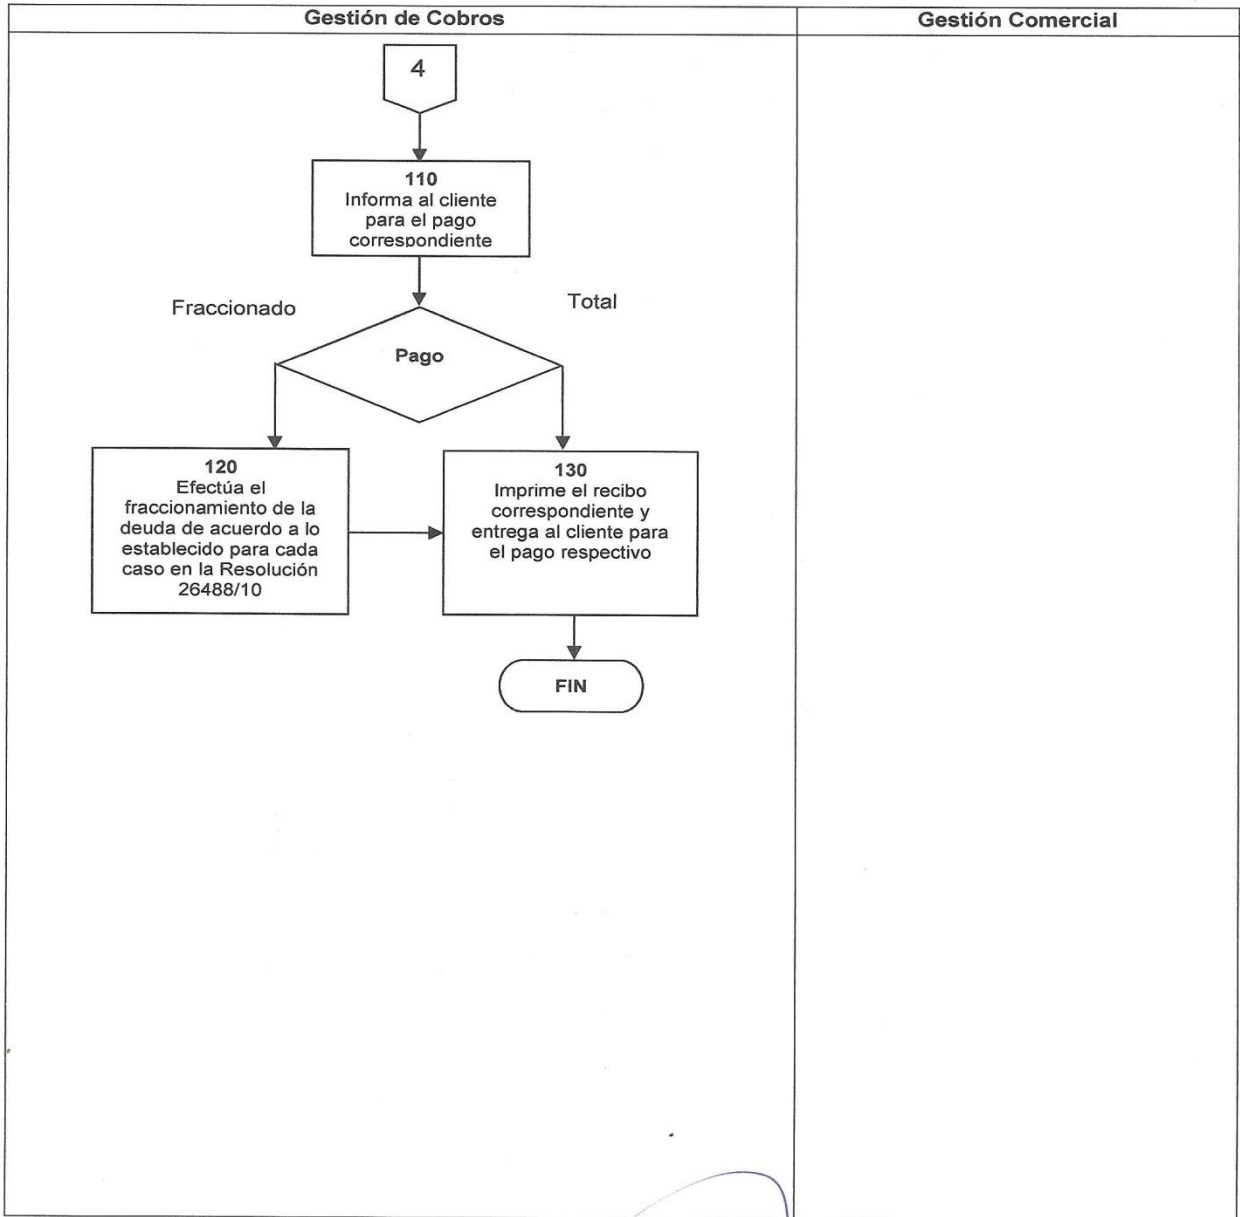 Gestión de Cobros
Gestión Comercial
4
110
Informa al cliente
para el pago
correspondiente
Fraccionado
Total
Pago
120
Efectúa el
fraccionamiento de la
deuda de acuerdo a lo
establecido para cada
caso en la Resolución
26488/10
130
Imprime el recibo
correspondiente y
entrega al cliente para
el pago respectivo
FIN